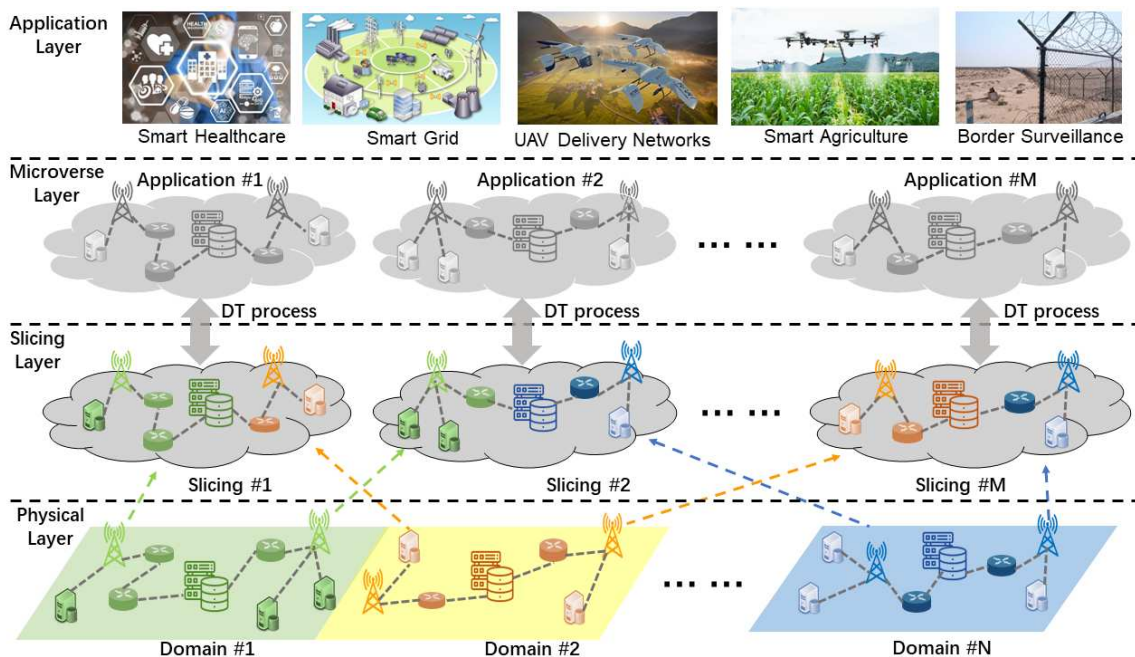 Application
Layer
HEALTH
Smart Healthcare
Smart Grid
UAV Delivery Networks
Smart Agriculture
Border Surveillance
Microverse
Layer
Application #1
Application #2
Application #M
... ...
DT process
DT process
DT process
Slicing
Layer
... ...
Slicing #1
Slicing #2
Slicing #M
Physical
Layer
... ...
Domain #1
Domain #2
Domain #N